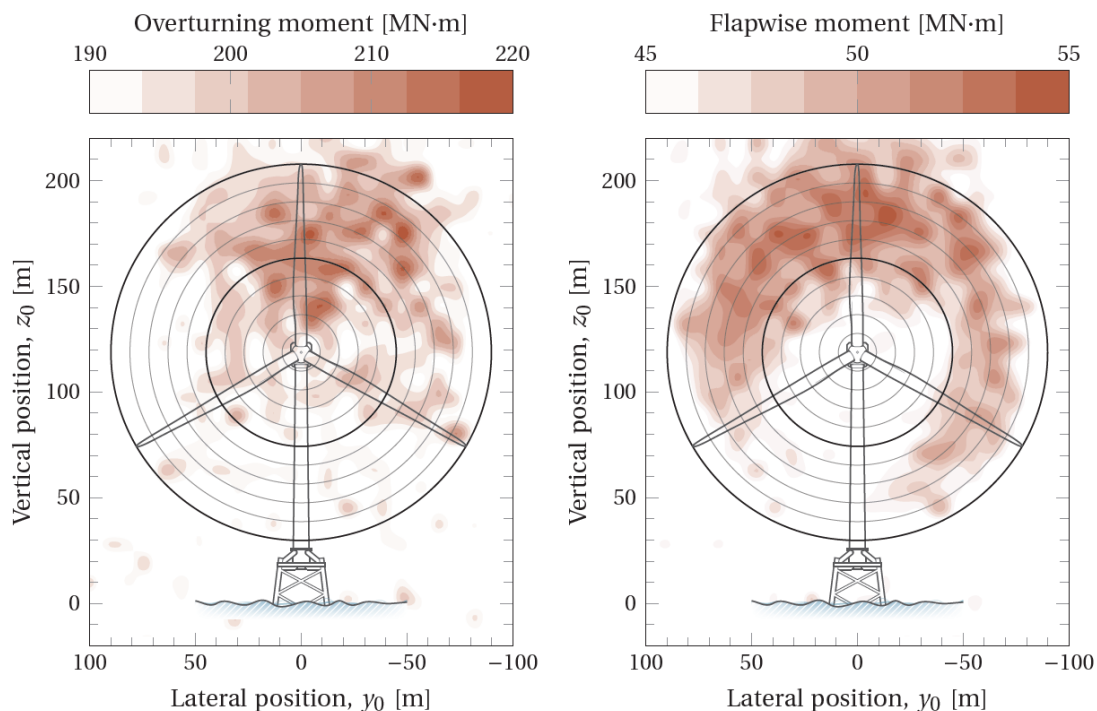 Overturning moment [MN·m]
190 200 210 220
Vertical position, z0 [m]
200
150
100
50
0
100 50 0 −50 −100
Lateral position, y0 [m]
Flapwise moment [MN·m]
45 50 55
Vertical position, z0 [m]
200
150
100
50
0
100 50 0 −50 −100
Lateral position, y0 [m]